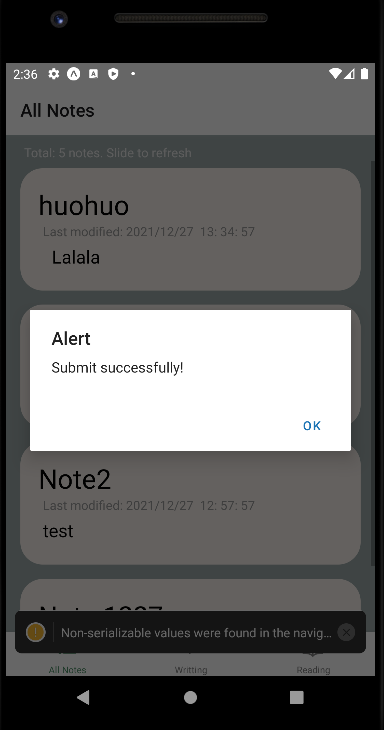 2:36
All Notes
Total: 5 notes. Slide to refresh
huohuo
Last modified: 2021/12/27 13: 34: 57
Lalala
Alert
Submit successfully!
OK
Note2
Last modified: 2021/12/27 12: 57: 57
test
Non-serializable values were found in the navig...
All Notes
Writting
Reading